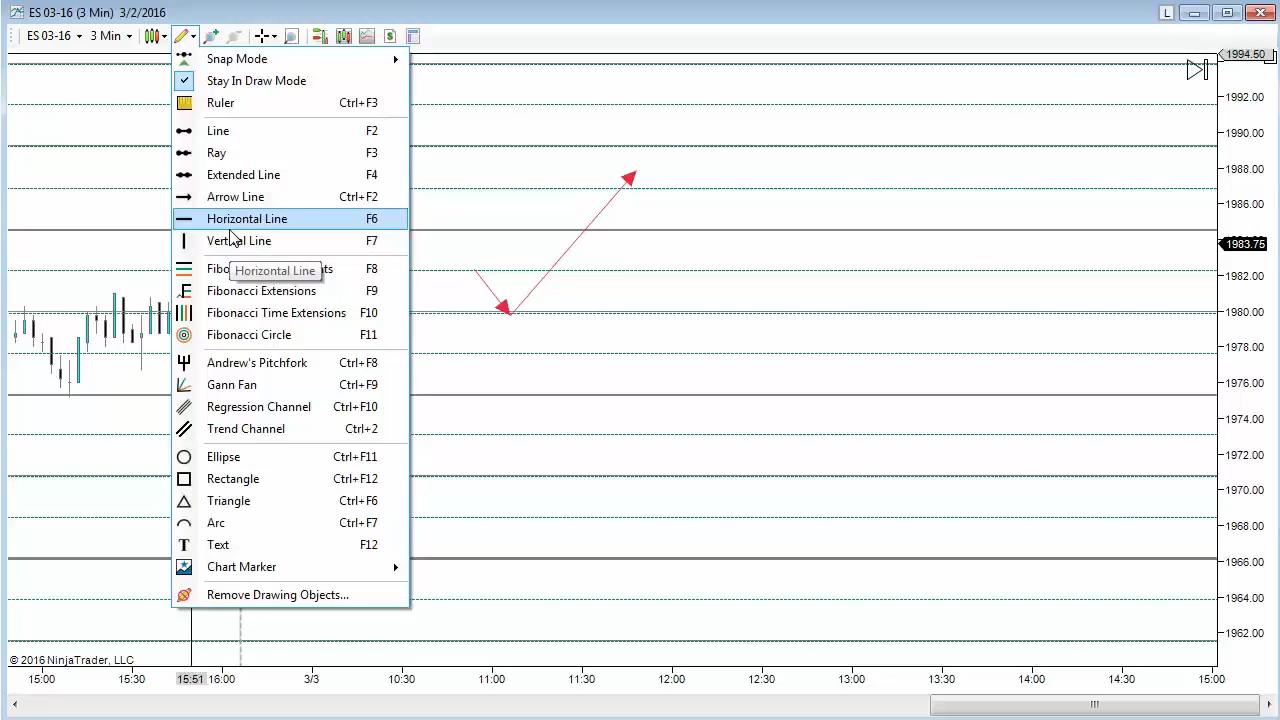 ES 03-16 (3 Min) 3/2/2016
L
ES 03-16 3 Min
Snap Mode
Stay In Draw Mode
Ruler Ctrl+F3
Line F2
Ray F3
Extended Line F4
Arrow Line Ctrl+F2
Horizontal Line F6
Vertical Line F7
Fibo nts F8
Horizontal Line
Fibonacci Extensions F9
Fibonacci Time Extensions F10
Fibonacci Circle F11
Andrew's Pitchfork Ctrl+F8
Gann Fan Ctrl+F9
Regression Channel Ctrl+F10
Trend Channel Ctrl+2
Ellipse Ctrl+F11
Rectangle Ctrl+F12
Triangle Ctrl+F6
Arc Ctrl+F7
T Text F12
Chart Marker
Remove Drawing Objects...
1994.50
1992.00
1990.00
1988.00
1986.00
1983.75
1982.00
1980.00
1978.00
1976.00
1974.00
1972.00
1970.00
1968.00
1966.00
1964.00
1962.00
© 2016 NinjaTrader, LLC
15:00 15:30 15:51 16:00 3/3 10:30 11:00 11:30 12:00 12:30 13:00 13:30 14:00 14:30 15:00